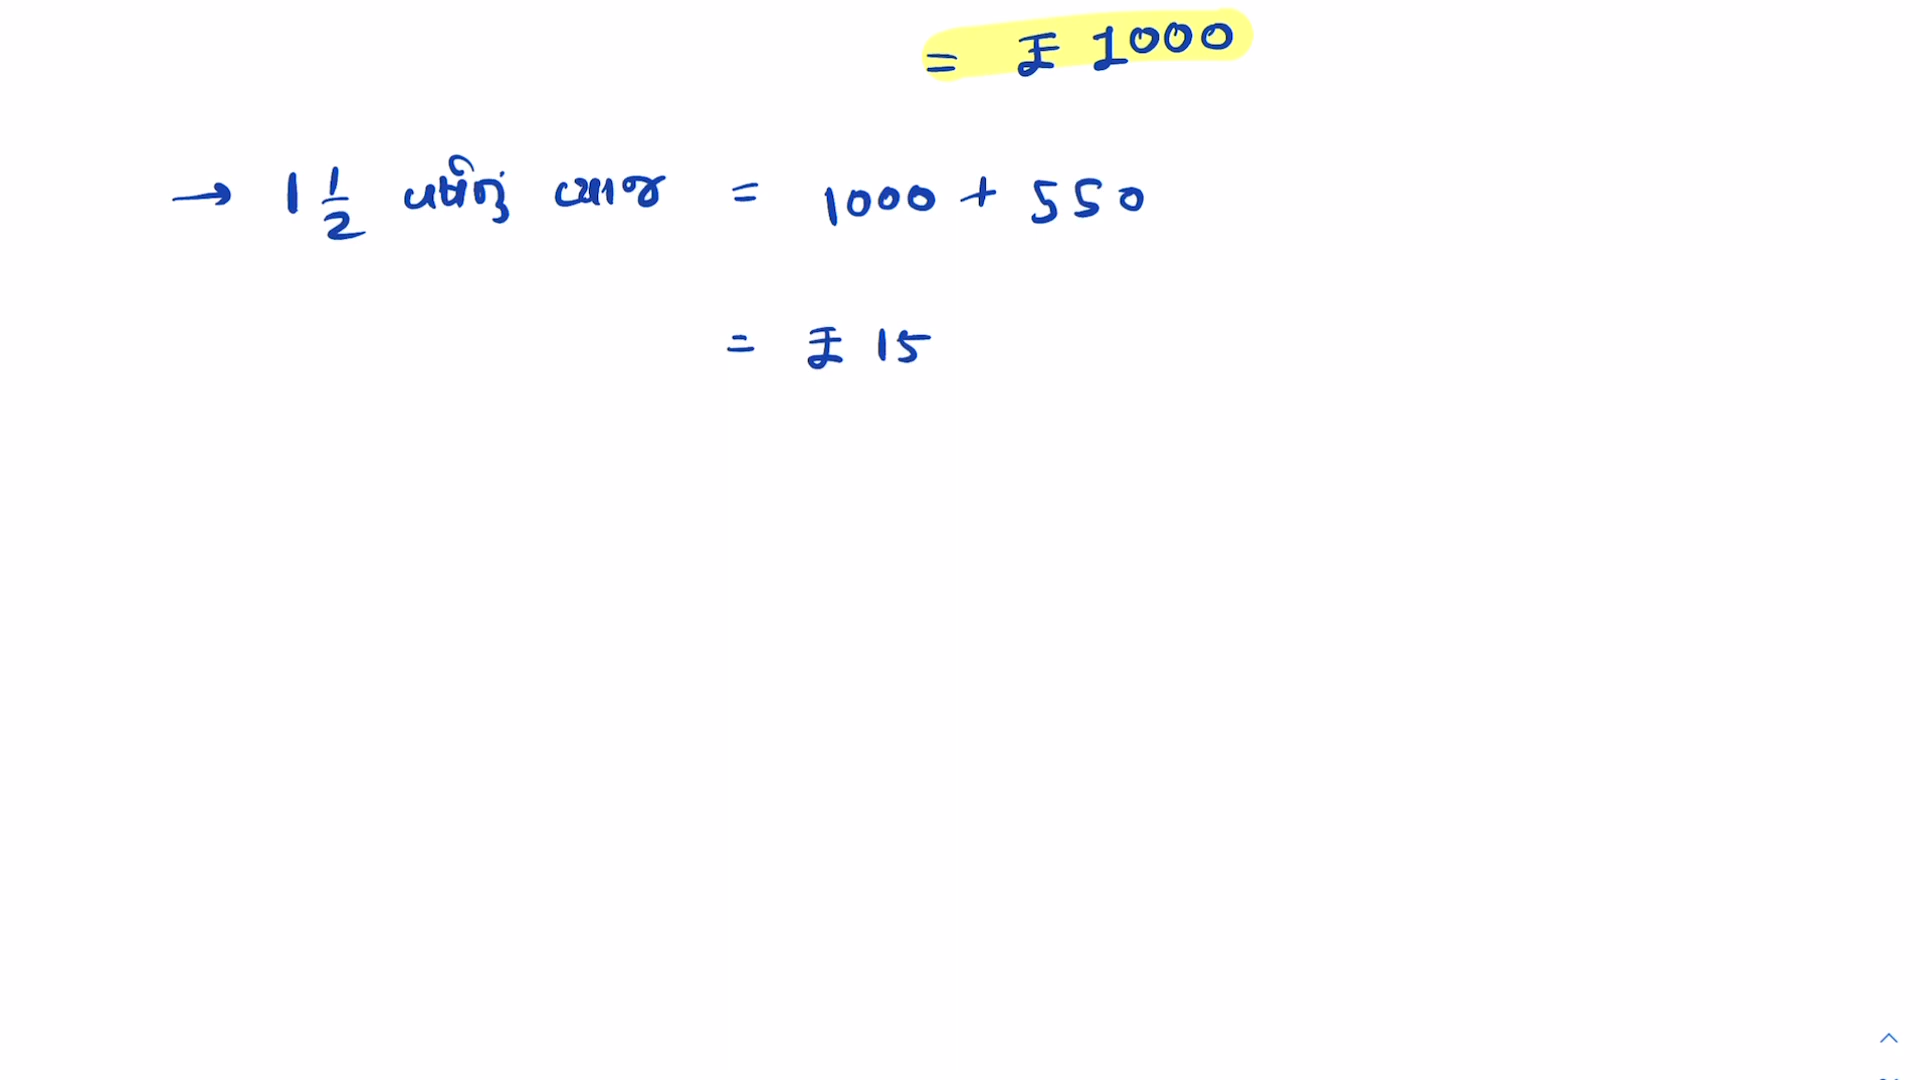 = ₹ 1000
→ 1 1/2 વર્ષનું વ્યાજ = 1000 + 550
= ₹ 15